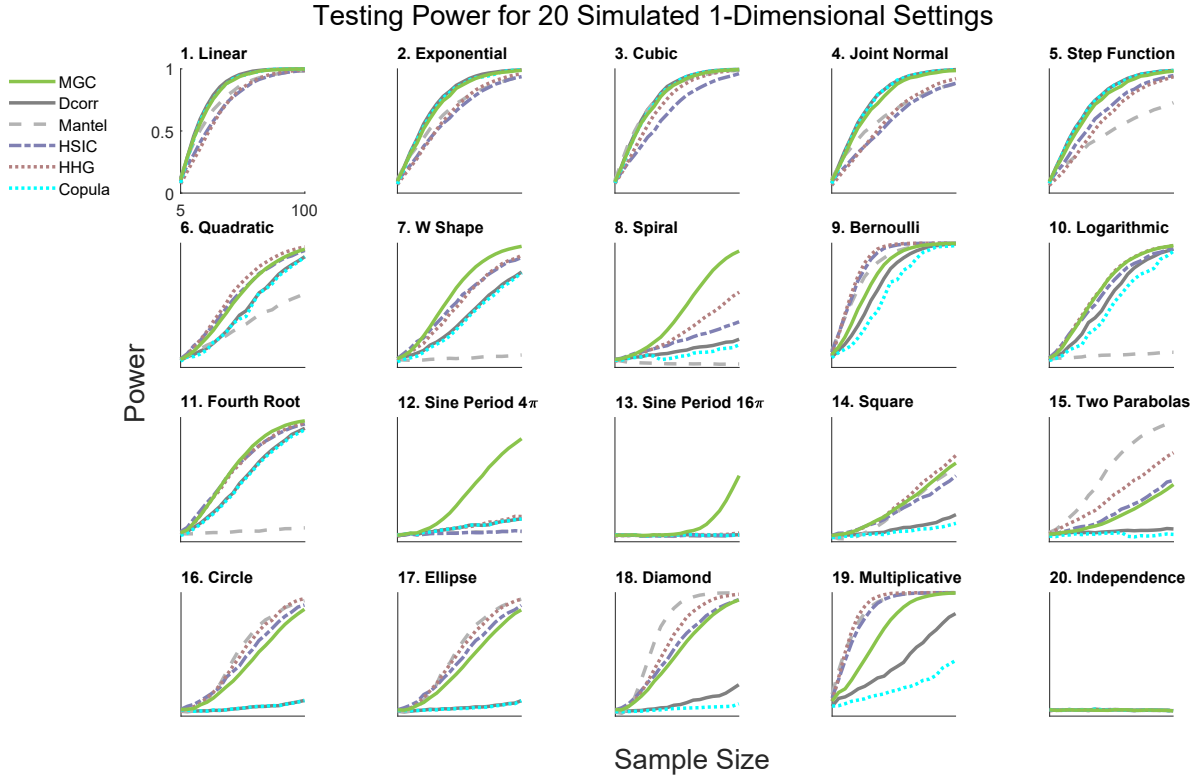 Testing Power for 20 Simulated 1-Dimensional Settings
MGC
Dcorr
Mantel
HSIC
HHG
Copula
1. Linear
2. Exponential
3. Cubic
4. Joint Normal
5. Step Function
1
0.5
0
5
100
6. Quadratic
7. W Shape
8. Spiral
9. Bernoulli
10. Logarithmic
Power
11. Fourth Root
12. Sine Period 4π
13. Sine Period 16π
14. Square
15. Two Parabolas
16. Circle
17. Ellipse
18. Diamond
19. Multiplicative
20. Independence
Sample Size